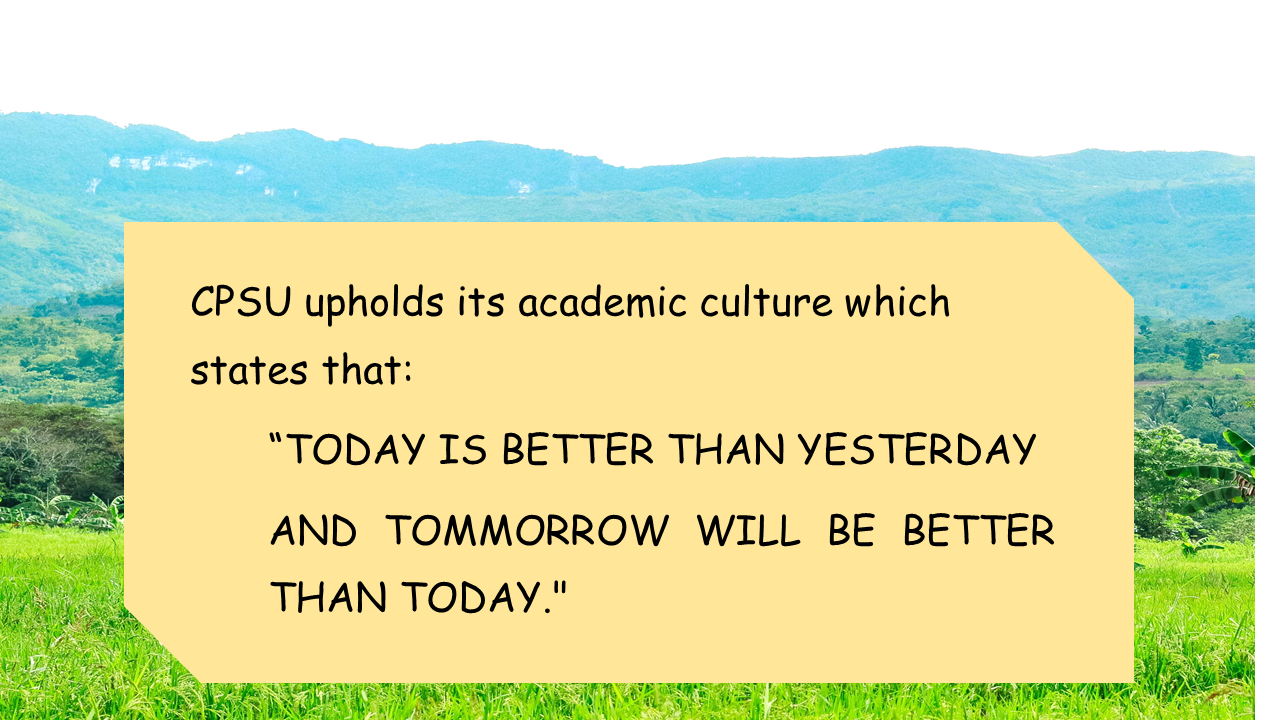 CPSU upholds its academic culture which
states that:
“TODAY IS BETTER THAN YESTERDAY
AND TOMMORROW WILL BE BETTER
THAN TODAY."